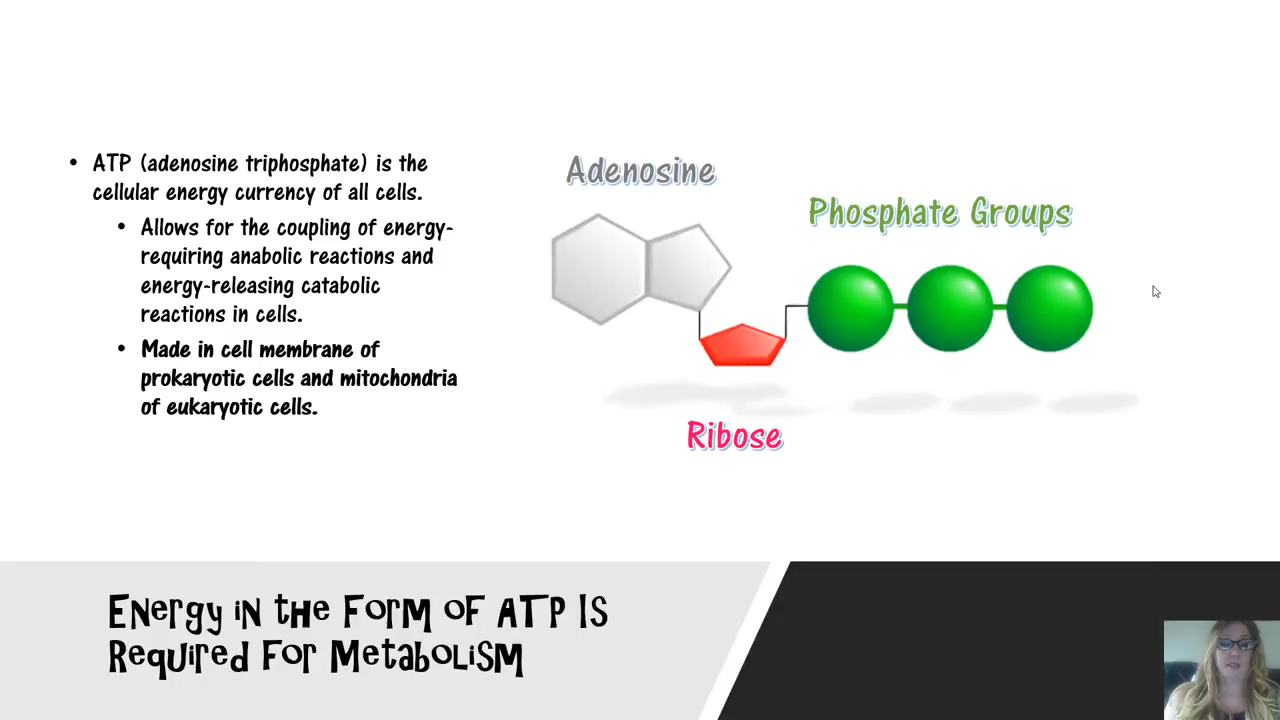 ATP (adenosine triphosphate) is the
cellular energy currency of all cells.
Allows for the coupling of energy-
requiring anabolic reactions and
energy-releasing catabolic
reactions in cells.
Made in cell membrane of
prokaryotic cells and mitochondria
of eukaryotic cells.
Adenosine
Phosphate Groups
Ribose
Energy in the Form of ATP Is
Required For Metabolism